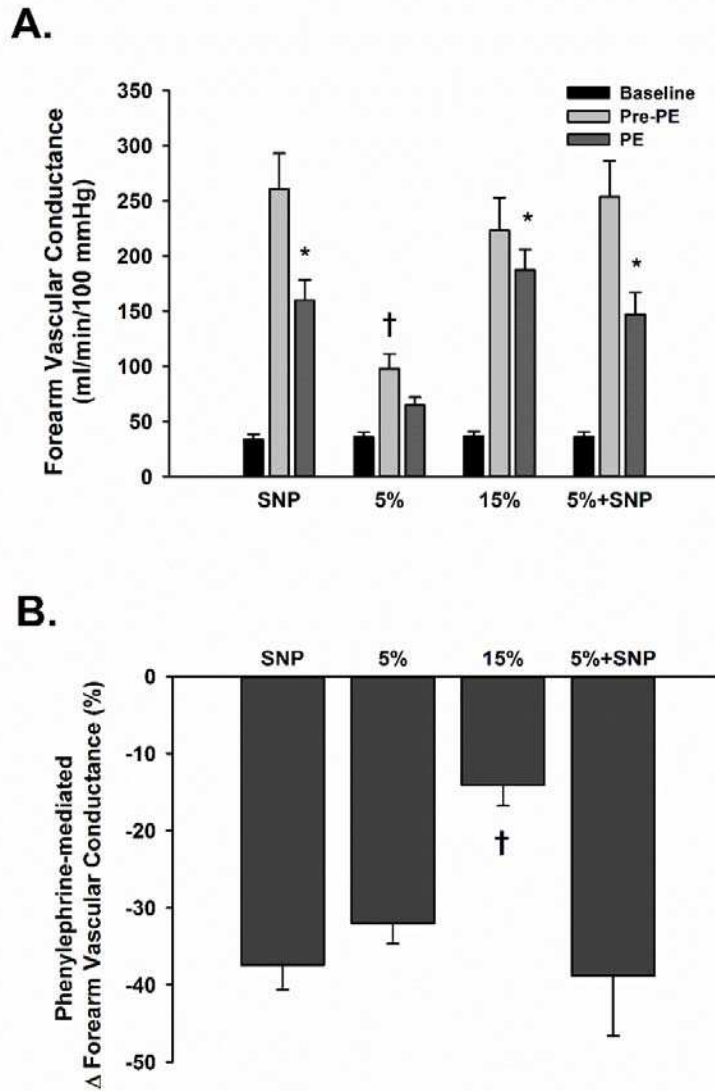 A.
Forearm Vascular Conductance
(ml/min/100 mmHg)
350
300
250
200
150
100
50
0
Baseline
Pre-PE
PE
*
†
*
*
SNP 5% 15% 5%+SNP
B.
SNP 5% 15% 5%+SNP
Phenylephrine-mediated
Δ Forearm Vascular Conductance (%)
0
-10
-20
-30
-40
-50
†